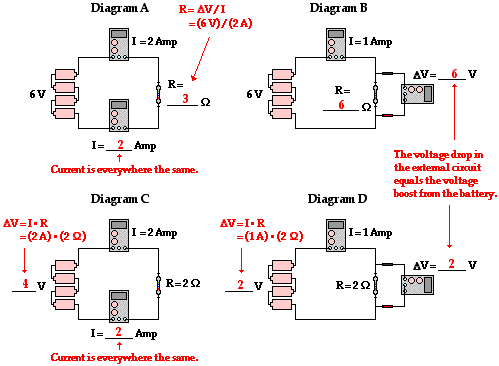 Diagram A
R = ΔV / I
= (6 V) / (2 A)
I = 2 Amp
6 V
R =
3 Ω
I = 2 Amp
Current is everywhere the same.
Diagram B
I = 1 Amp
6 V
R =
6 Ω
ΔV = 6 V
The voltage drop in
the external circuit
equals the voltage
boost from the battery.
Diagram C
ΔV = I • R
= (2 A) • (2 Ω)
I = 2 Amp
4 V
R = 2 Ω
I = 2 Amp
Current is everywhere the same.
Diagram D
ΔV = I • R
= (1 A) • (2 Ω)
I = 1 Amp
2 V
R = 2 Ω
ΔV = 2 V